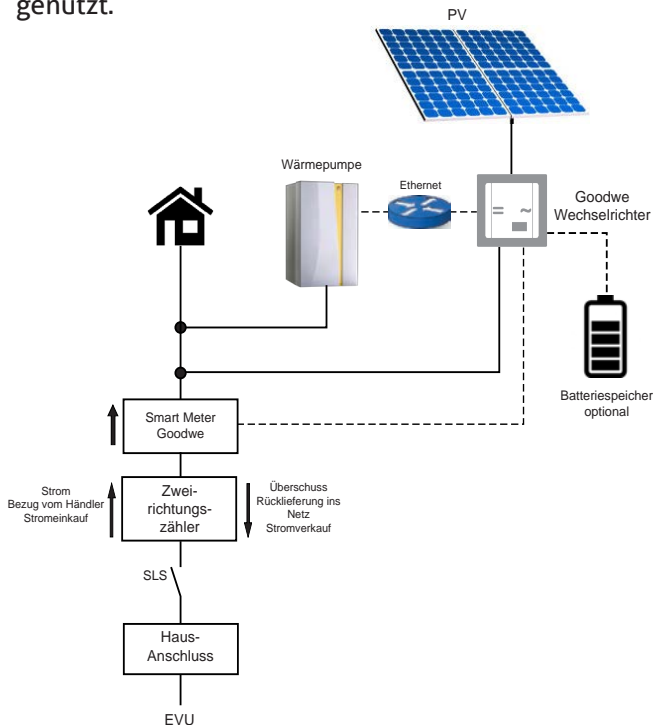 genutzt.
PV
Wärmepumpe
Ethernet
Goodwe
Wechselrichter
= ~
Batteriespeicher
optional
Smart Meter
Goodwe
Strom
Bezug vom Händler
Stromeinkauf
Zwei-
richtungs-
zähler
Überschuss
Rücklieferung ins
Netz
Stromverkauf
SLS
Haus-
Anschluss
EVU